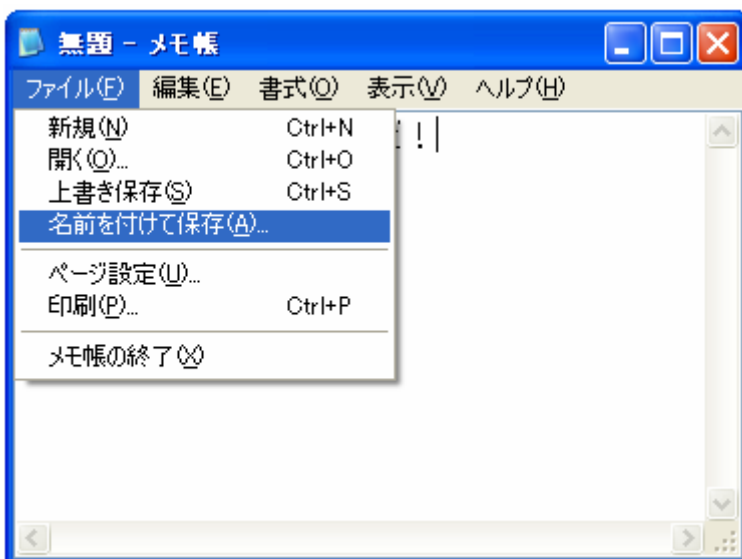 無題 - メモ帳
ファイル(F) 編集(E) 書式(O) 表示(V) ヘルプ(H)
新規(N) Ctrl+N
開く(O)... Ctrl+O
上書き保存(S) Ctrl+S
名前を付けて保存(A)...
ページ設定(U)...
印刷(P)... Ctrl+P
メモ帳の終了(X)
！